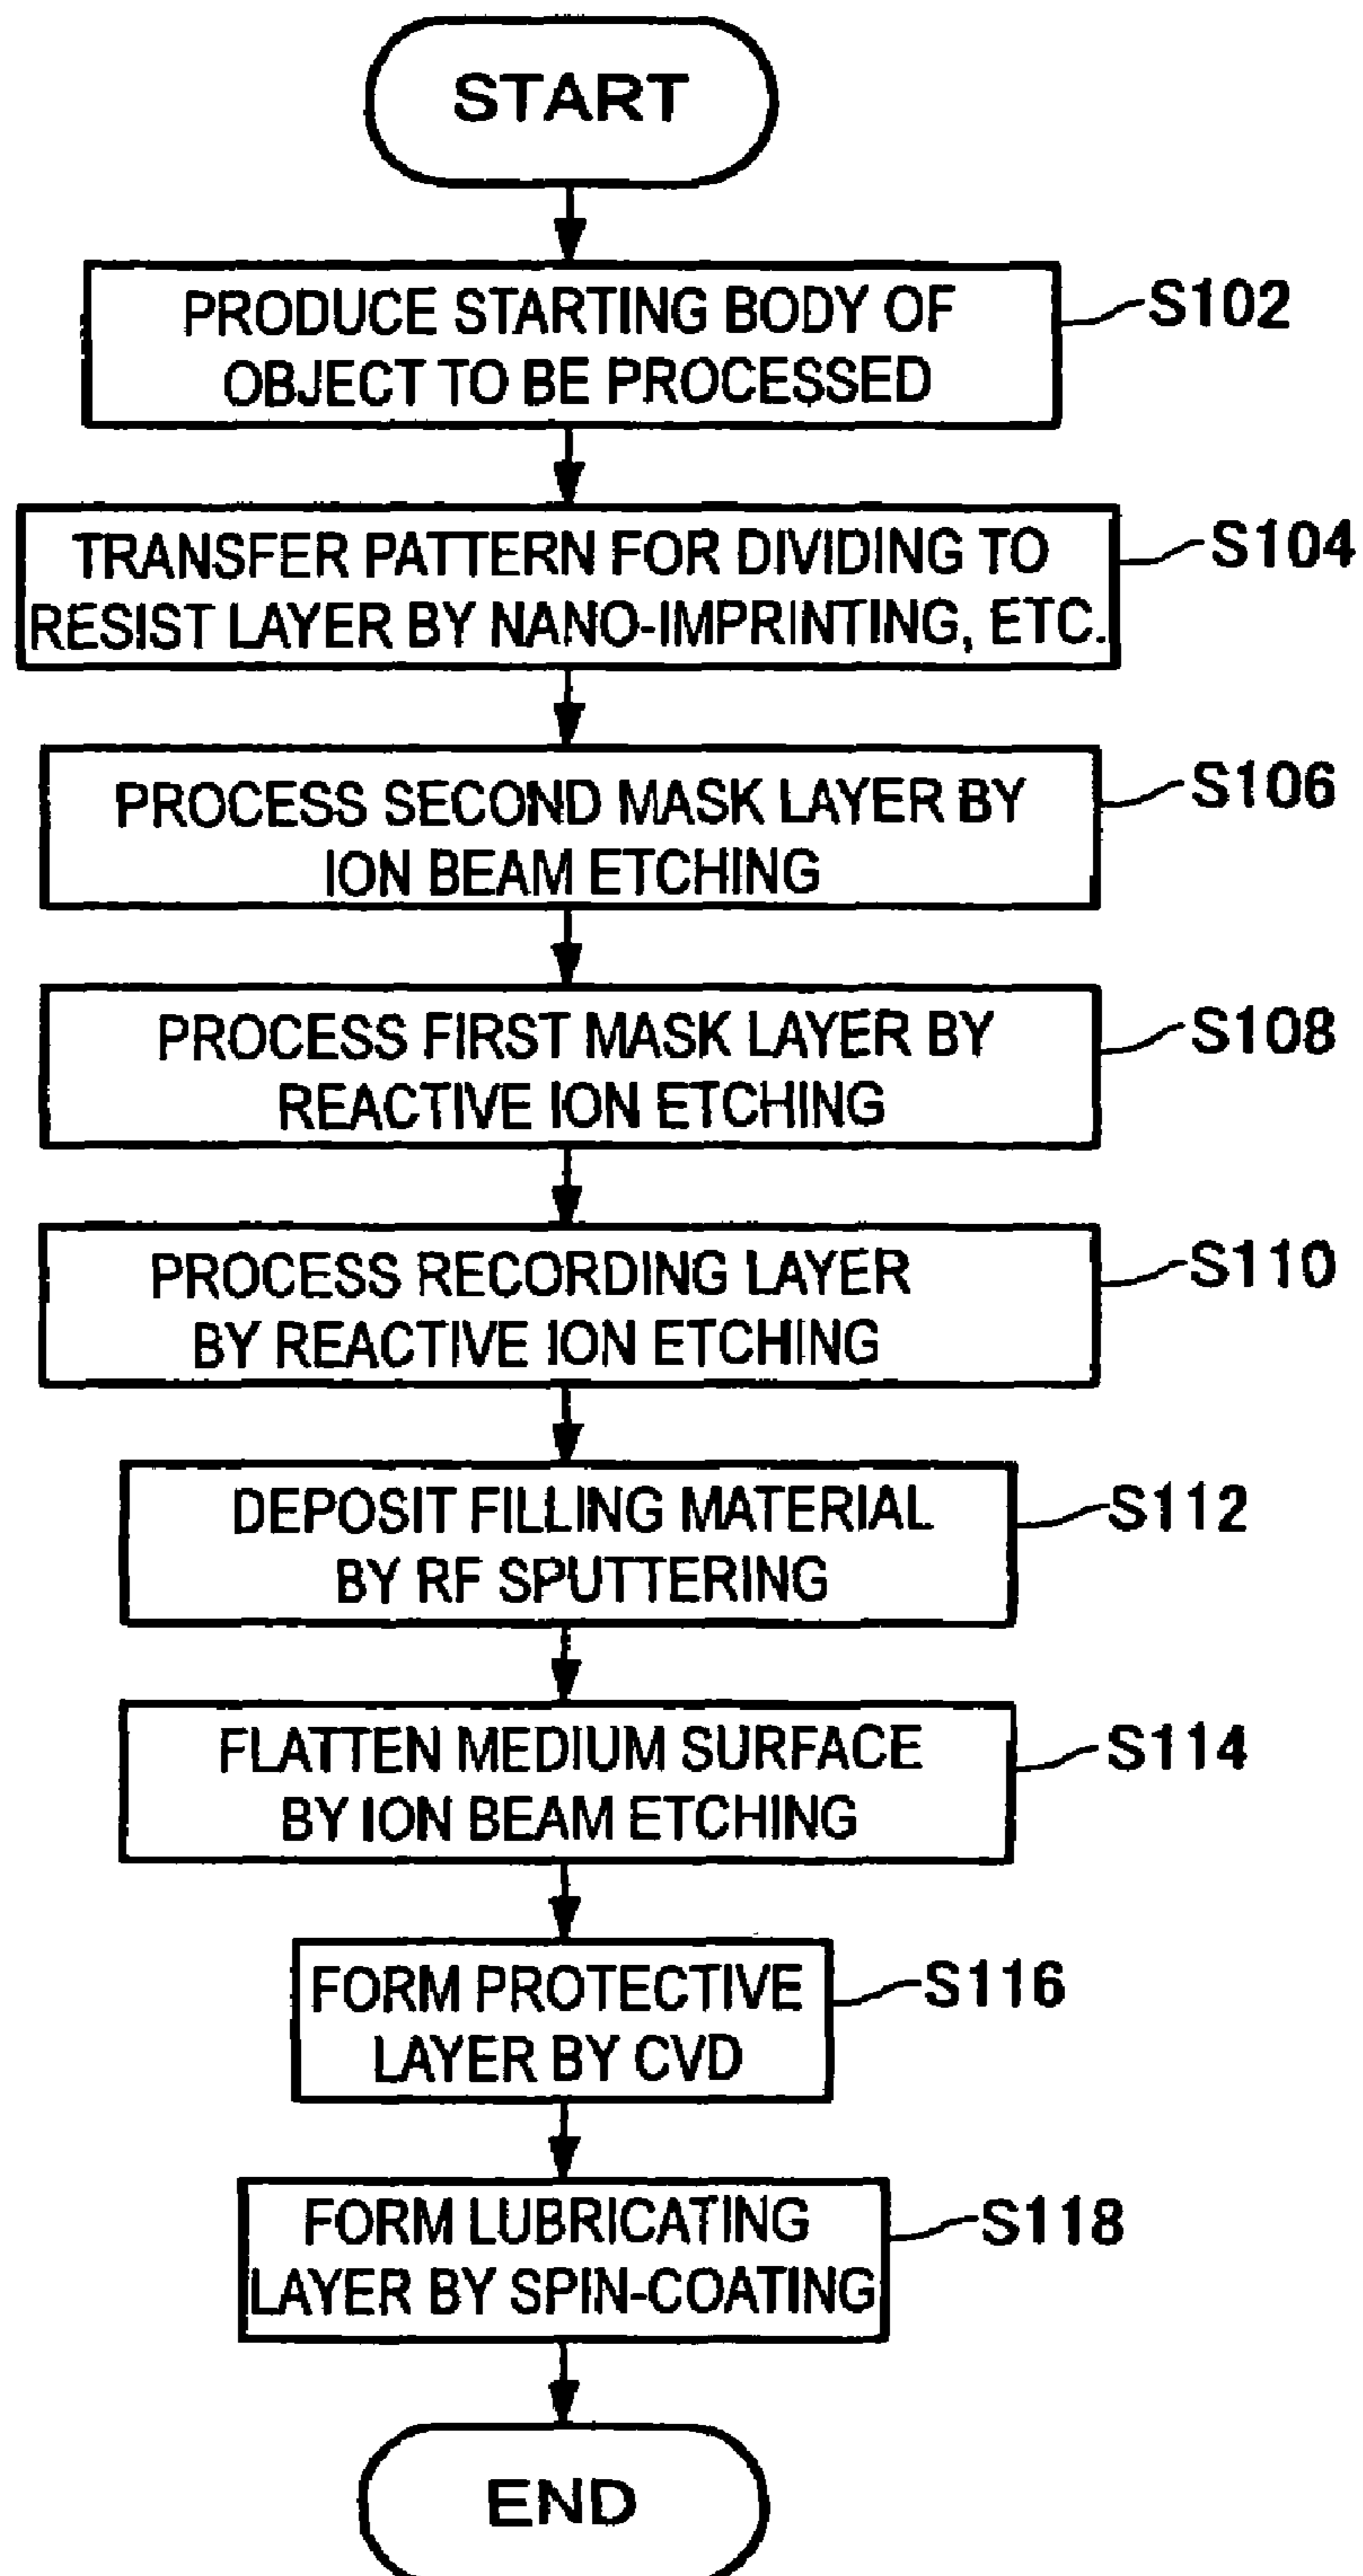 START
PRODUCE STARTING BODY OF
OBJECT TO BE PROCESSED
S102
TRANSFER PATTERN FOR DIVIDING TO
RESIST LAYER BY NANO-IMPRINTING, ETC.
S104
PROCESS SECOND MASK LAYER BY
ION BEAM ETCHING
S106
PROCESS FIRST MASK LAYER BY
REACTIVE ION ETCHING
S108
PROCESS RECORDING LAYER
BY REACTIVE ION ETCHING
S110
DEPOSIT FILLING MATERIAL
BY RF SPUTTERING
S112
FLATTEN MEDIUM SURFACE
BY ION BEAM ETCHING
S114
FORM PROTECTIVE
LAYER BY CVD
S116
FORM LUBRICATING
LAYER BY SPIN-COATING
S118
END